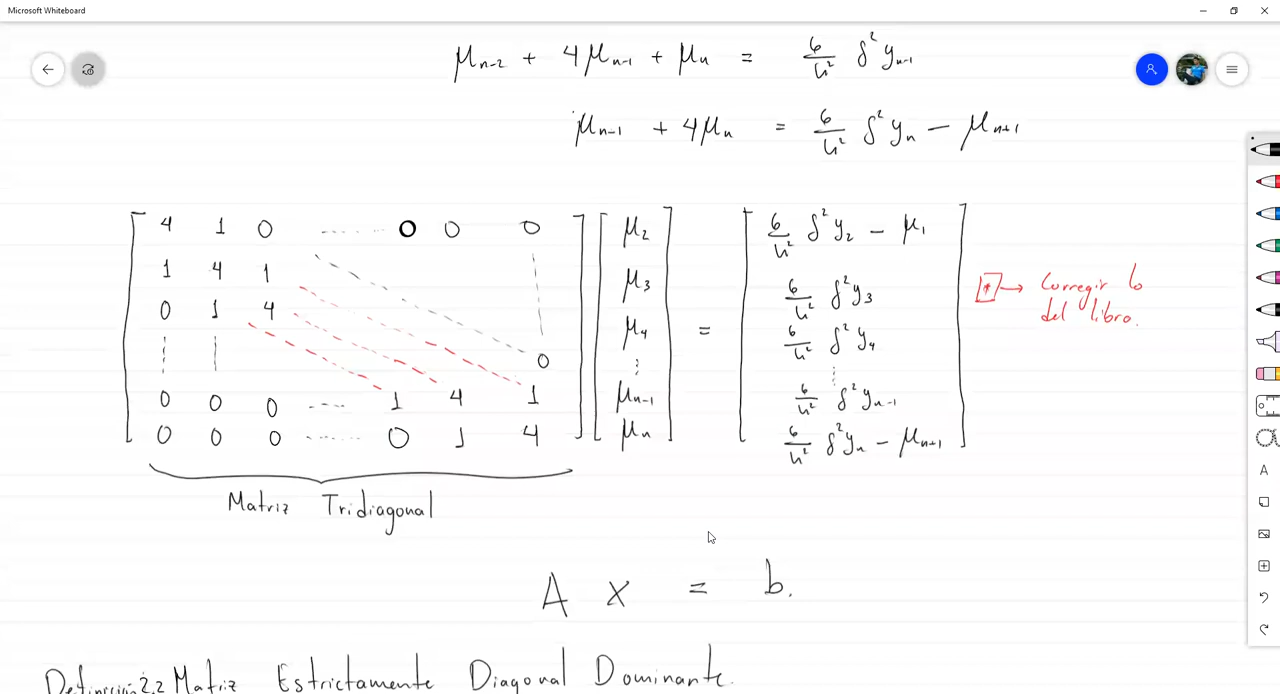 Microsoft Whiteboard
μn-2 + 4μn-1 + μn = 6/h² δ²yn-1
μn-1 + 4μn = 6/h² δ²yn − μn+1
4 1 0 ...... 0 0 0 μ2 6/h² δ²y2 − μ1
1 4 1 μ3 6/h² δ²y3
0 1 4 μ4 = 6/h² δ²y4
0 ⋮ ⋮
0 0 0 ---- 1 4 1 μn-1 6/h² δ²yn-1
0 0 0 ...... 0 1 4 μn 6/h² δ²yn − μn+1
* → Corregir lo
del libro.
Matriz Tridiagonal
A x = b.
Definición 2.2 Matriz Estrictamente Diagonal Dominante.
A